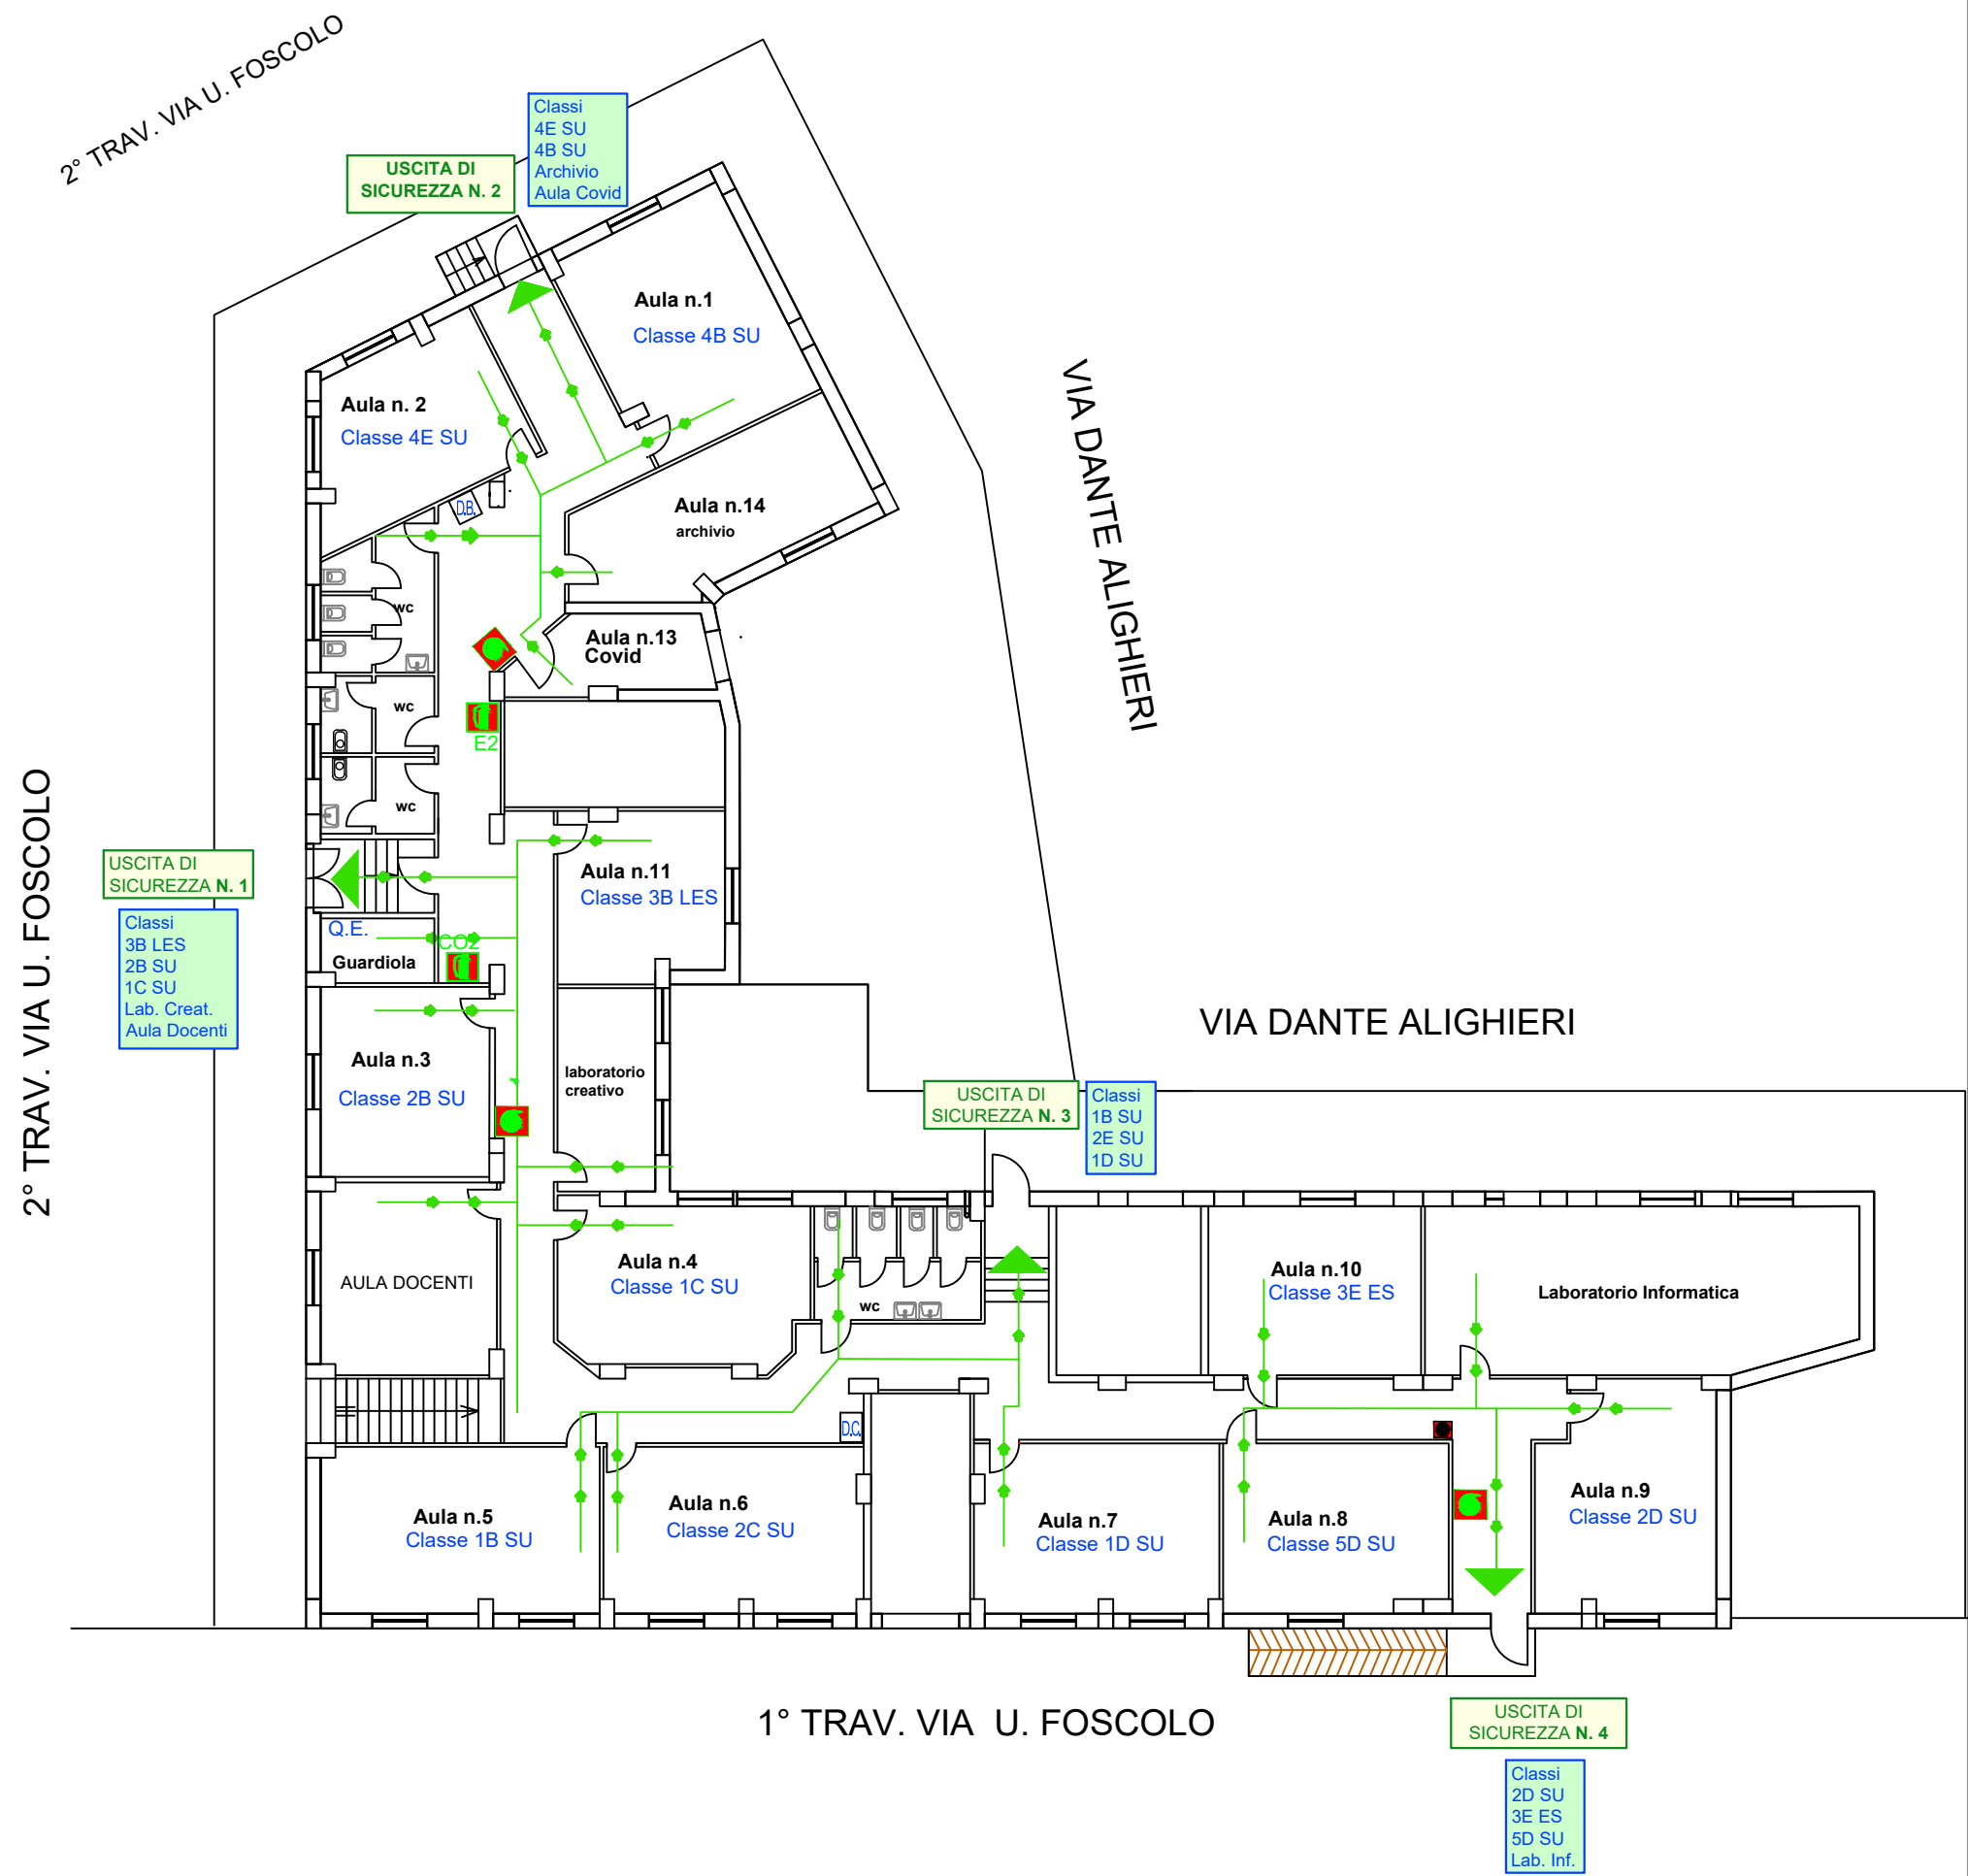 2° TRAV. VIA U. FOSCOLO
Classi
4E SU
4B SU
Archivio
Aula Covid
USCITA DI
SICUREZZA N. 2
Aula n.1
Classe 4B SU
Aula n. 2
Classe 4E SU
VIA DANTE ALIGHIERI
D.B.
Aula n.14
archivio
wc
Aula n.13
Covid
wc
E2
wc
2° TRAV. VIA U. FOSCOLO
USCITA DI
SICUREZZA N. 1
Classi
3B LES
2B SU
1C SU
Lab. Creat.
Aula Docenti
Aula n.11
Classe 3B LES
Q.E.
CO2
Guardiola
Aula n.3
Classe 2B SU
laboratorio
creativo
VIA DANTE ALIGHIERI
USCITA DI
SICUREZZA N. 3
Classi
1B SU
2E SU
1D SU
AULA DOCENTI
Aula n.4
Classe 1C SU
wc
Aula n.10
Classe 3E ES
Laboratorio Informatica
D.C.
Aula n.5
Classe 1B SU
Aula n.6
Classe 2C SU
Aula n.7
Classe 1D SU
Aula n.8
Classe 5D SU
Aula n.9
Classe 2D SU
1° TRAV. VIA U. FOSCOLO
USCITA DI
SICUREZZA N. 4
Classi
2D SU
3E ES
5D SU
Lab. Inf.